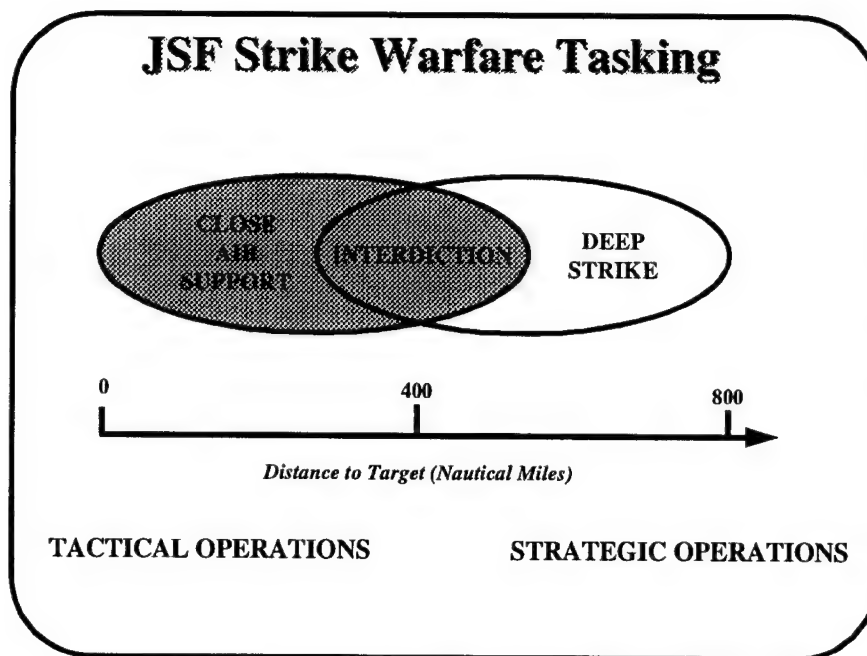 JSF Strike Warfare Tasking
CLOSE
AIR
SUPPORT
INTERDICTION
DEEP
STRIKE
0
400
800
Distance to Target (Nautical Miles)
TACTICAL OPERATIONS
STRATEGIC OPERATIONS